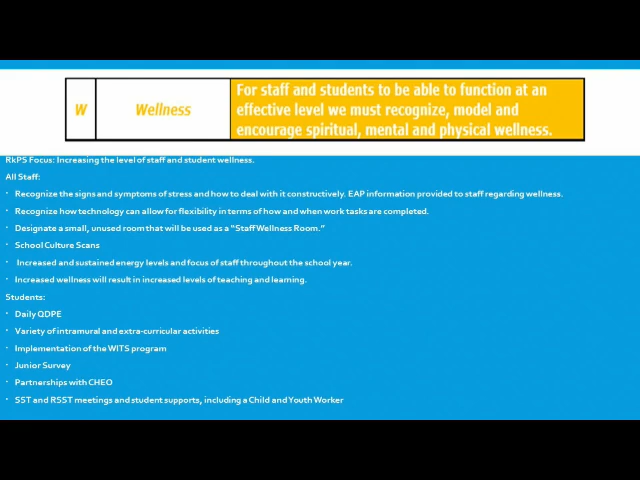 W
Wellness
For staff and students to be able to function at an
effective level we must recognize, model and
encourage spiritual, mental and physical wellness.
RkPS Focus: Increasing the level of staff and student wellness.
All Staff:
· Recognize the signs and symptoms of stress and how to deal with it constructively. EAP information provided to staff regarding wellness.
· Recognize how technology can allow for flexibility in terms of how and when work tasks are completed.
· Designate a small, unused room that will be used as a "Staff Wellness Room."
· School Culture Scans
· Increased and sustained energy levels and focus of staff throughout the school year.
· Increased wellness will result in increased levels of teaching and learning.
Students:
· Daily QDPE
· Variety of intramural and extra-curricular activities
· Implementation of the WITS program
· Junior Survey
· Partnerships with CHEO
· SST and RSST meetings and student supports, including a Child and Youth Worker